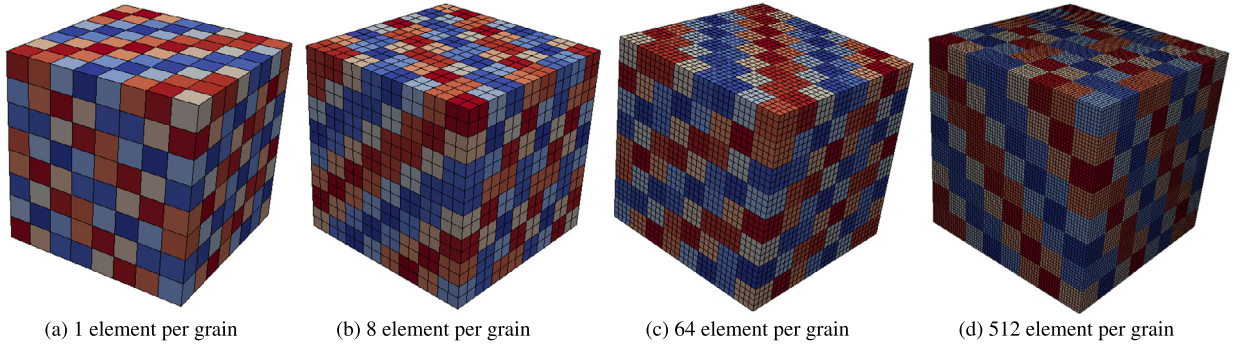 (a) 1 element per grain
(b) 8 element per grain
(c) 64 element per grain
(d) 512 element per grain